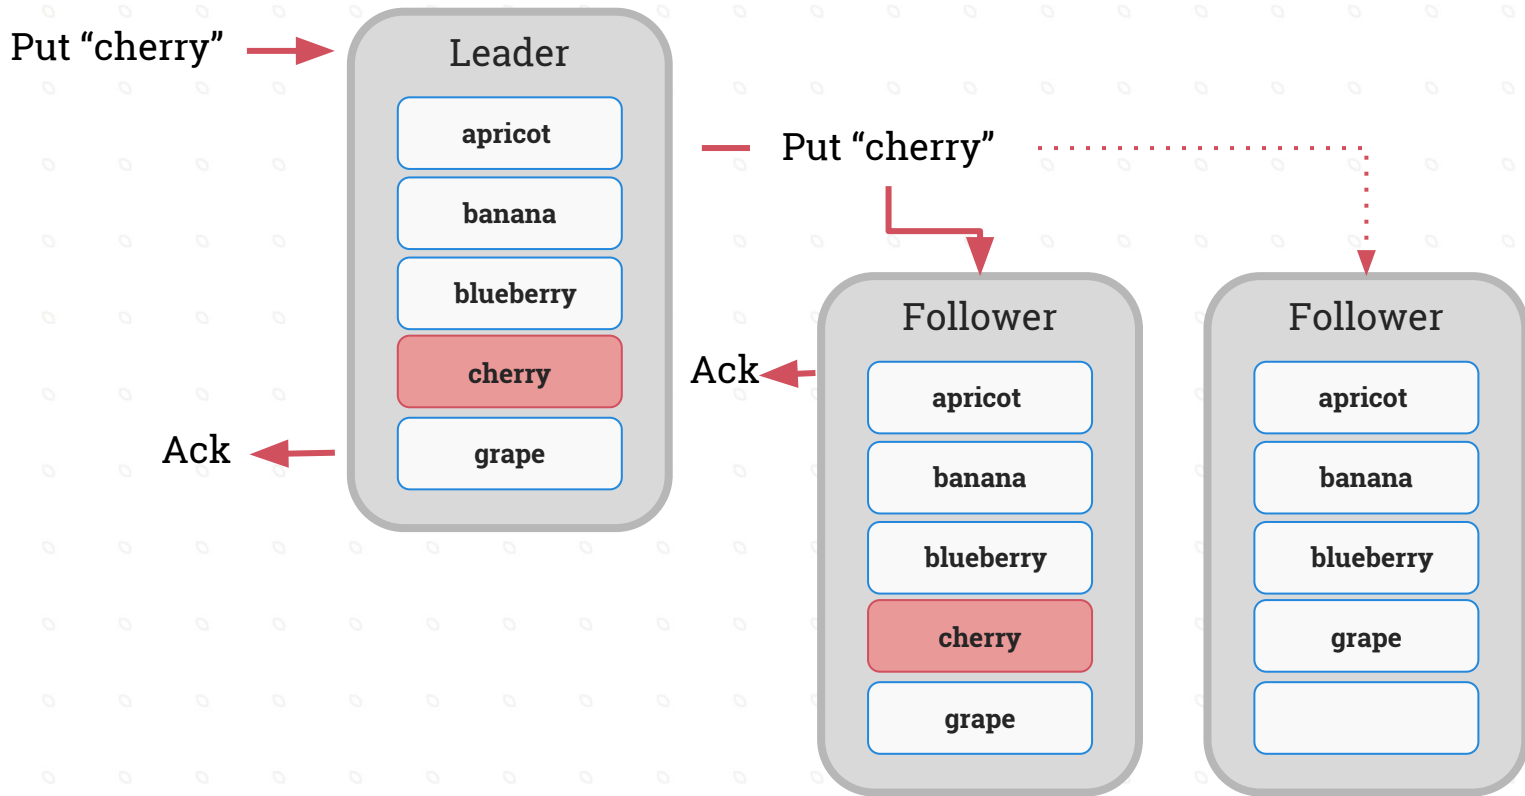 Put “cherry”
Leader
apricot
banana
blueberry
cherry
grape
Ack
Put “cherry”
Ack
Follower
apricot
banana
blueberry
cherry
grape
Follower
apricot
banana
blueberry
grape